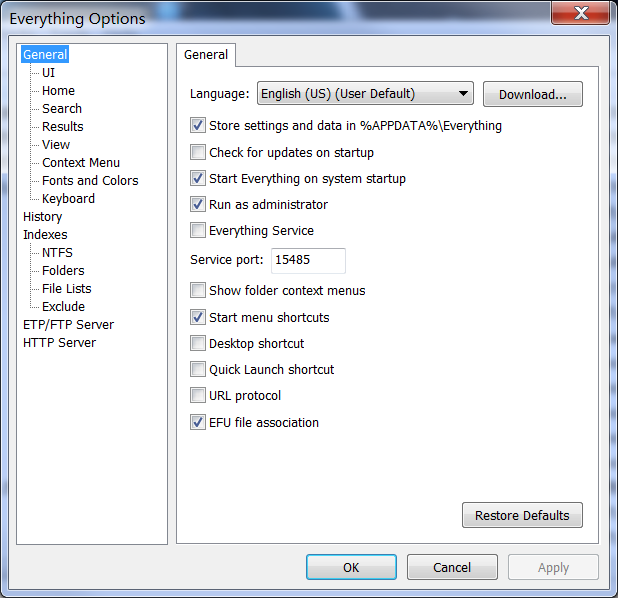 Everything Options
General
UI
Home
Search
Results
View
Context Menu
Fonts and Colors
Keyboard
History
Indexes
NTFS
Folders
File Lists
Exclude
ETP/FTP Server
HTTP Server
General
Language: English (US) (User Default) Download...
Store settings and data in %APPDATA%\Everything
Check for updates on startup
Start Everything on system startup
Run as administrator
Everything Service
Service port: 15485
Show folder context menus
Start menu shortcuts
Desktop shortcut
Quick Launch shortcut
URL protocol
EFU file association
Restore Defaults
OK Cancel Apply